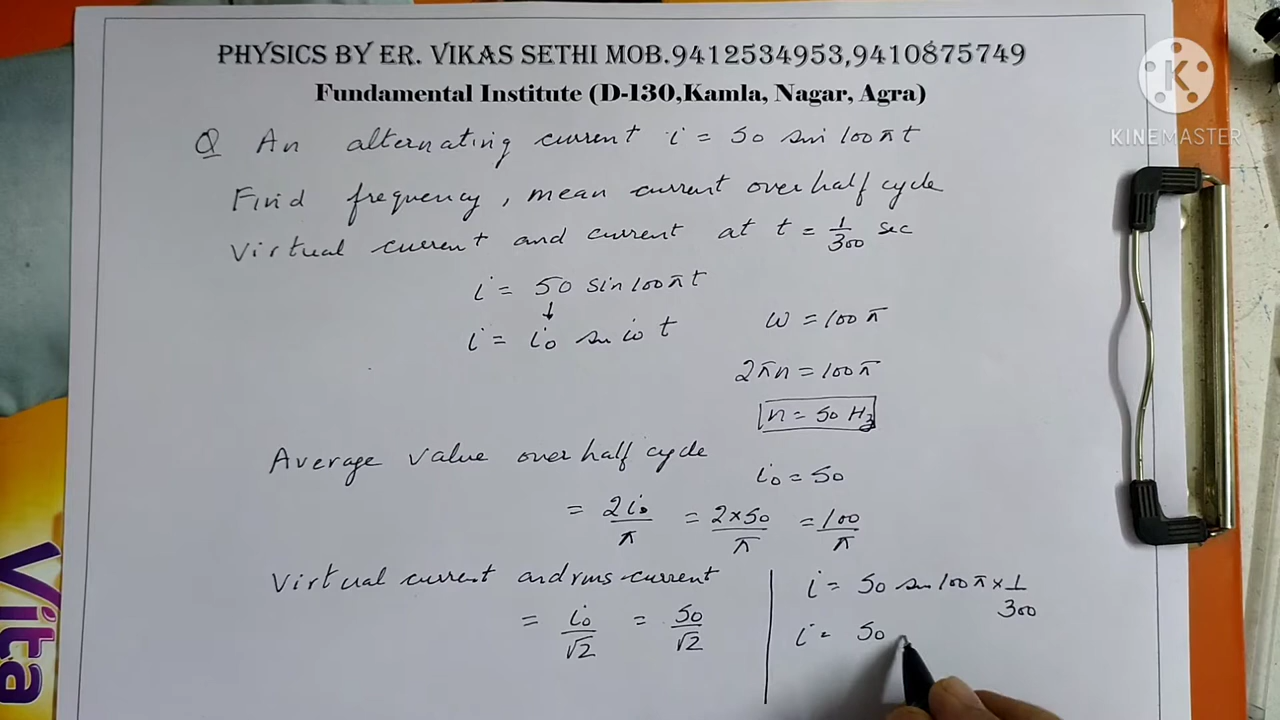 PHYSICS BY ER. VIKAS SETHI MOB.9412534953,9410875749
Fundamental Institute (D-130,Kamla, Nagar, Agra)
KINEMASTER
Q An alternating current i = 50 sin 100πt
Find frequency, mean current over half cycle
Virtual current and current at t = 1/300 sec
i = 50 sin 100πt
↓
i = i₀ sin ωt
ω = 100π
2πn = 100π
n = 50 Hz
Average value over half cycle
i₀ = 50
= 2i₀/π = 2×50/π = 100/π
Virtual current and rms-current
= i₀/√2 = 50/√2
i = 50 sin 100π × 1/300
i = 50
Vita